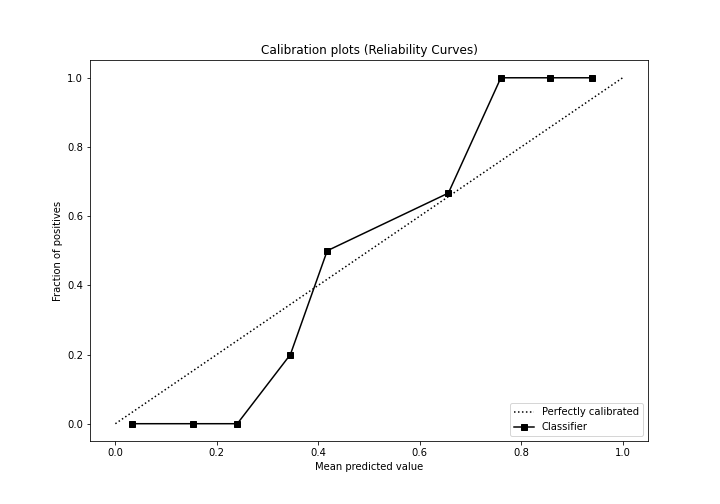 Calibration plots (Reliability Curves)
1.0
0.8
0.6
0.4
0.2
0.0
Fraction of positives
0.0 0.2 0.4 0.6 0.8 1.0
Mean predicted value
Perfectly calibrated
Classifier